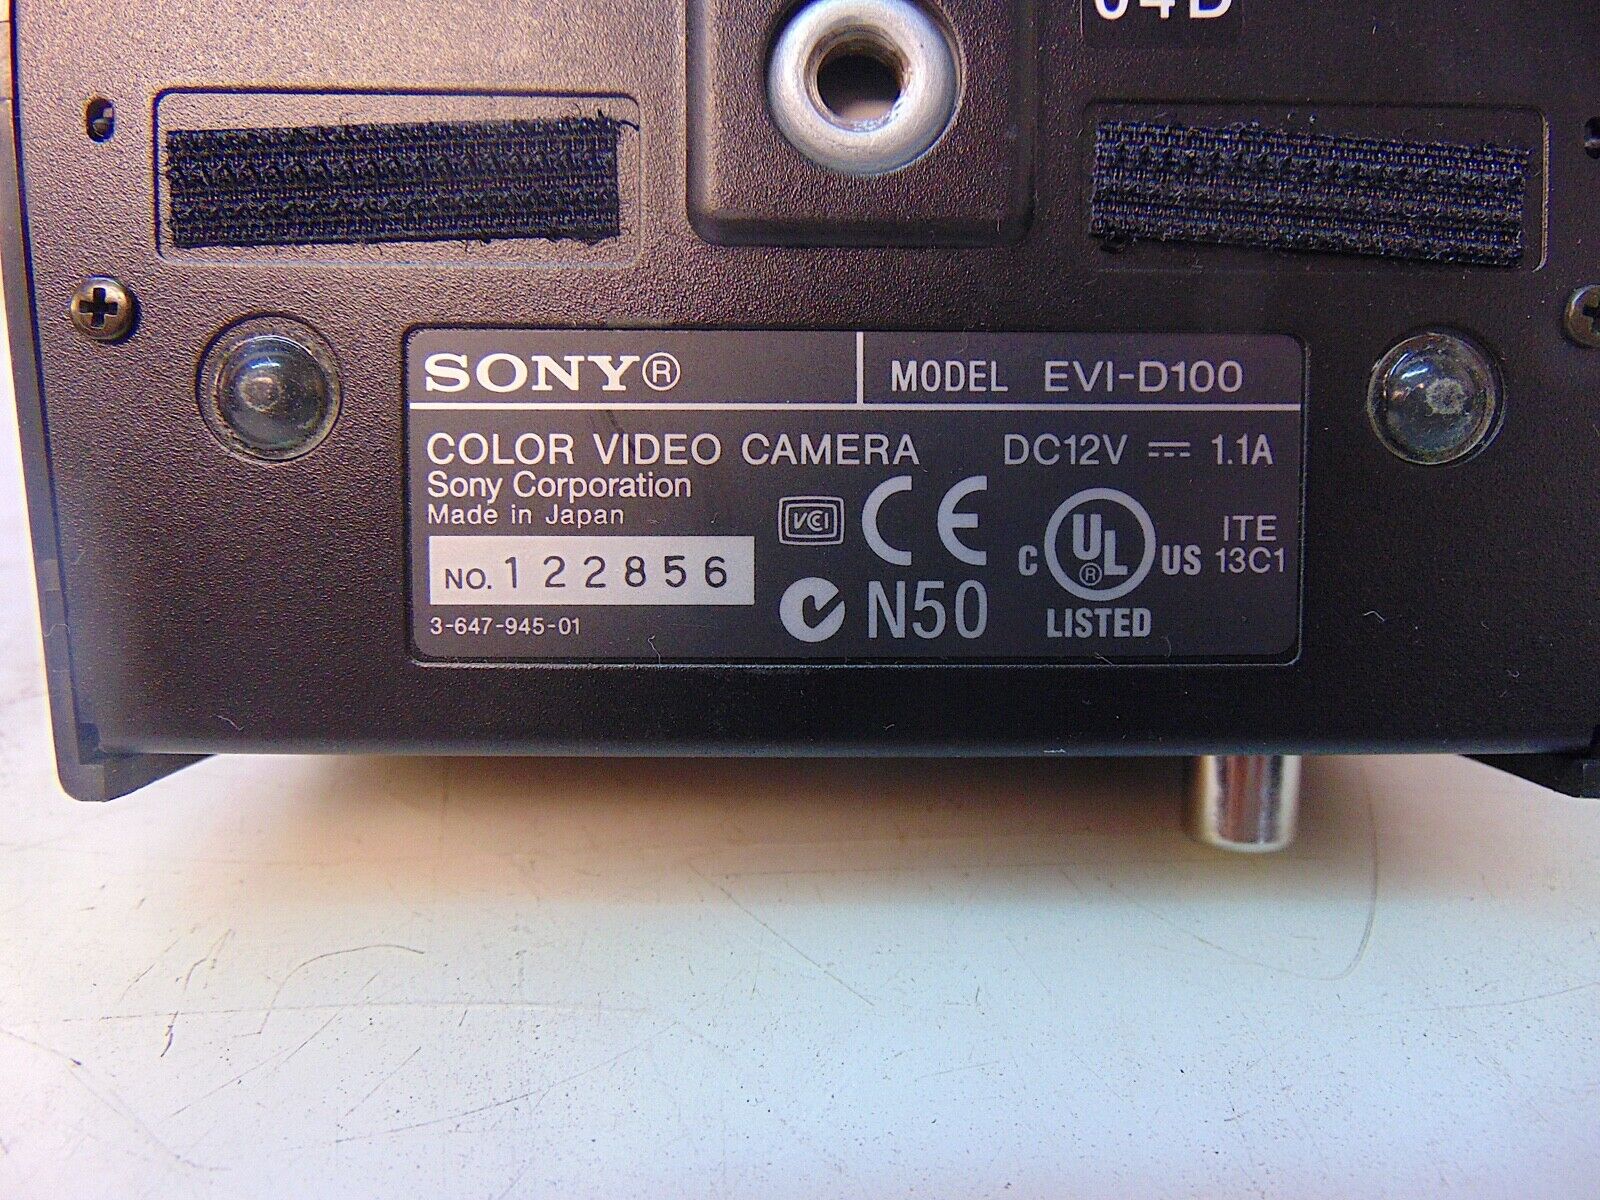 04D
SONY®
MODEL EVI-D100
COLOR VIDEO CAMERA
DC12V ⎓ 1.1A
Sony Corporation
Made in Japan
NO. 122856
3-647-945-01
VCI
CE
N50
C UL® US
LISTED
ITE
13C1